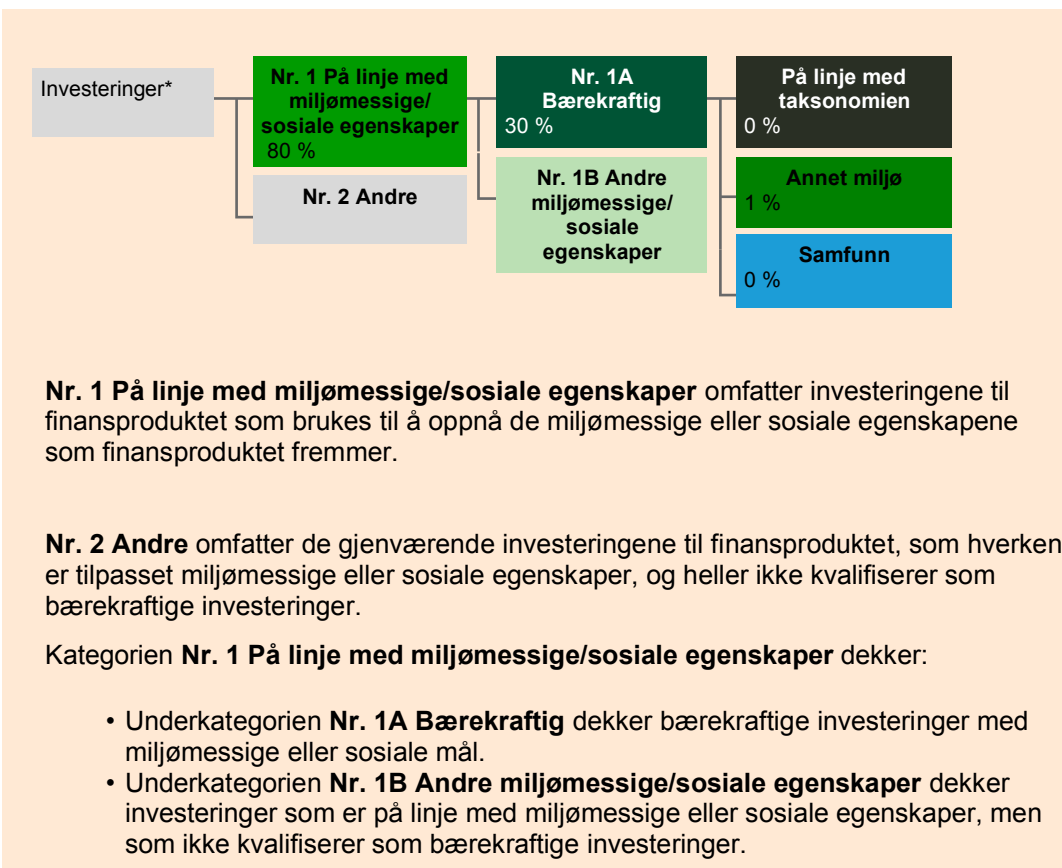 Investeringer*
Nr. 1 På linje med
miljømessige/
sosiale egenskaper
80 %
Nr. 2 Andre
Nr. 1A
Bærekraftig
30 %
Nr. 1B Andre
miljømessige/
sosiale
egenskaper
På linje med
taksonomien
0 %
Annet miljø
1 %
Samfunn
0 %
Nr. 1 På linje med miljømessige/sosiale egenskaper omfatter investeringene til
finansproduktet som brukes til å oppnå de miljømessige eller sosiale egenskapene
som finansproduktet fremmer.
Nr. 2 Andre omfatter de gjenværende investeringene til finansproduktet, som hverken
er tilpasset miljømessige eller sosiale egenskaper, og heller ikke kvalifiserer som
bærekraftige investeringer.
Kategorien Nr. 1 På linje med miljømessige/sosiale egenskaper dekker:
• Underkategorien Nr. 1A Bærekraftig dekker bærekraftige investeringer med
miljømessige eller sosiale mål.
• Underkategorien Nr. 1B Andre miljømessige/sosiale egenskaper dekker
investeringer som er på linje med miljømessige eller sosiale egenskaper, men
som ikke kvalifiserer som bærekraftige investeringer.